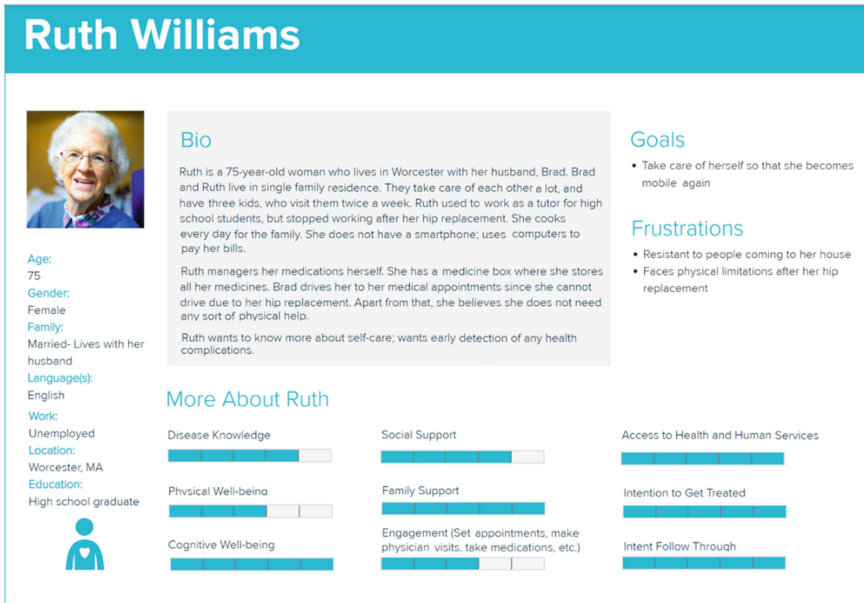 Ruth Williams
Bio
Ruth is a 75-year-old woman who lives in Worcester with her husband, Brad. Brad
and Ruth live in single family residence. They take care of each other a lot, and
have three kids, who visit them twice a week. Ruth used to work as a tutor for high
school students, but stopped working after her hip replacement. She cooks
every day for the family. She does not have a smartphone; uses computers to
pay her bills.
Ruth managers her medications herself. She has a medicine box where she stores
all her medicines. Brad drives her to her medical appointments since she cannot
drive due to her hip replacement. Apart from that, she believes she does not need
any sort of physical help.
Ruth wants to know more about self-care; wants early detection of any health
complications.
Goals
• Take care of herself so that she becomes
mobile again
Frustrations
• Resistant to people coming to her house
• Faces physical limitations after her hip
replacement
Age:
75
Gender:
Female
Family:
Married- Lives with her
husband
Language(s):
English
Work:
Unemployed
Location:
Worcester, MA
Education:
High school graduate
More About Ruth
Disease Knowledge
Physical Well-being
Cognitive Well-being
Social Support
Family Support
Engagement (Set appointments, make
physician visits, take medications, etc.)
Access to Health and Human Services
Intention to Get Treated
Intent Follow Through